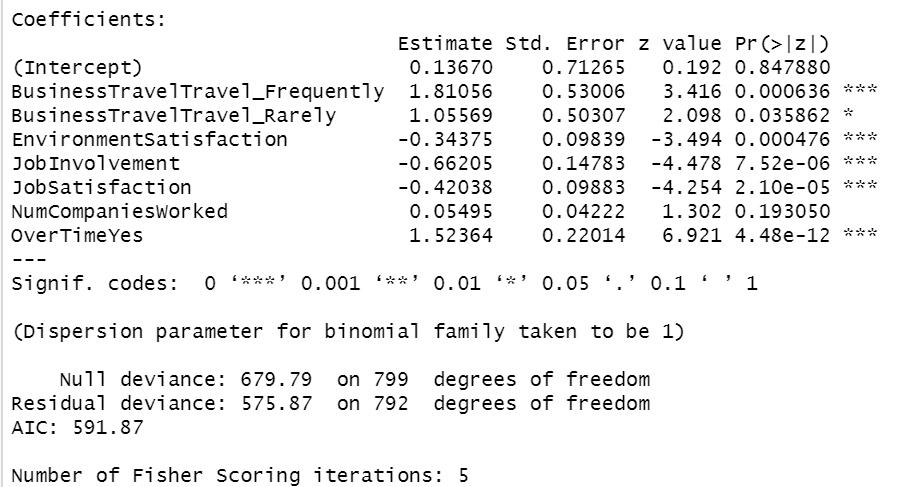 Coefficients:
Estimate Std. Error z value Pr(>|z|)
(Intercept) 0.13670 0.71265 0.192 0.847880
BusinessTravelTravel_Frequently 1.81056 0.53006 3.416 0.000636 ***
BusinessTravelTravel_Rarely 1.05569 0.50307 2.098 0.035862 *
EnvironmentSatisfaction -0.34375 0.09839 -3.494 0.000476 ***
JobInvolvement -0.66205 0.14783 -4.478 7.52e-06 ***
JobSatisfaction -0.42038 0.09883 -4.254 2.10e-05 ***
NumCompaniesWorked 0.05495 0.04222 1.302 0.193050
OverTimeYes 1.52364 0.22014 6.921 4.48e-12 ***
---
Signif. codes: 0 ‘***’ 0.001 ‘**’ 0.01 ‘*’ 0.05 ‘.’ 0.1 ‘ ’ 1
(Dispersion parameter for binomial family taken to be 1)
Null deviance: 679.79 on 799 degrees of freedom
Residual deviance: 575.87 on 792 degrees of freedom
AIC: 591.87
Number of Fisher Scoring iterations: 5